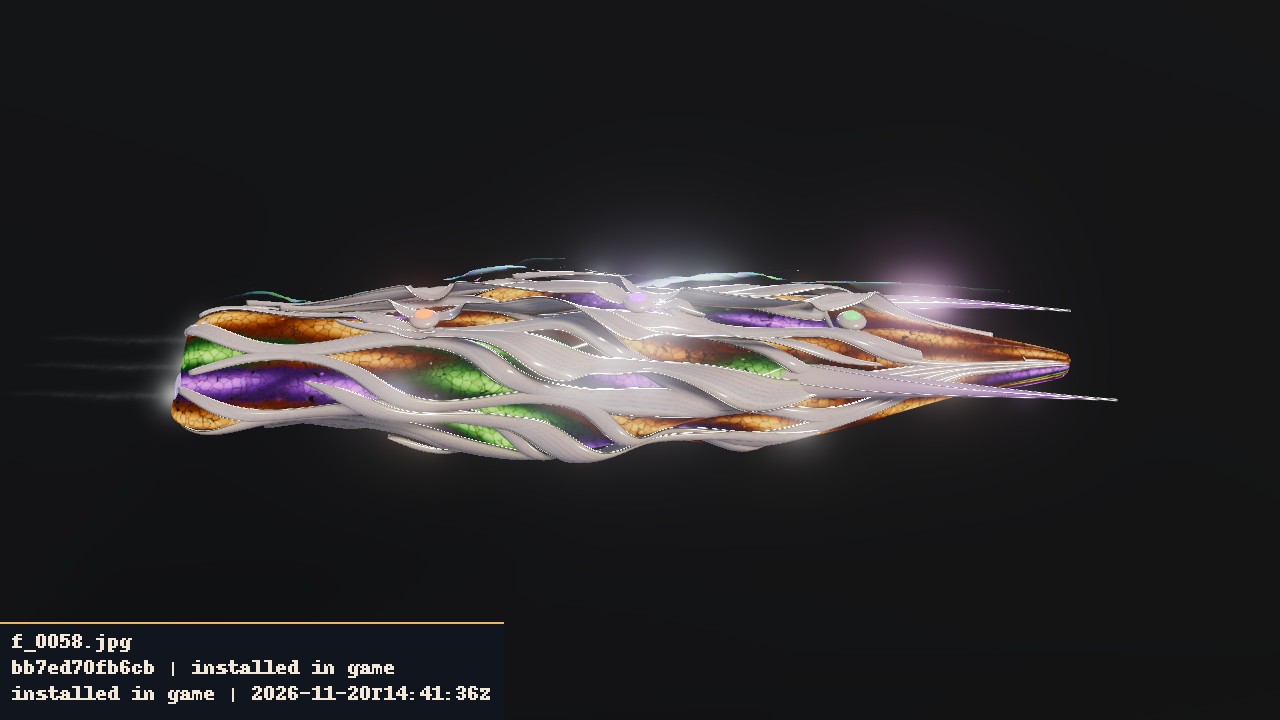 f_0058.jpg
bb7ed70fb6cb | installed in game
installed in game | 2026-11-20T14:41:36Z